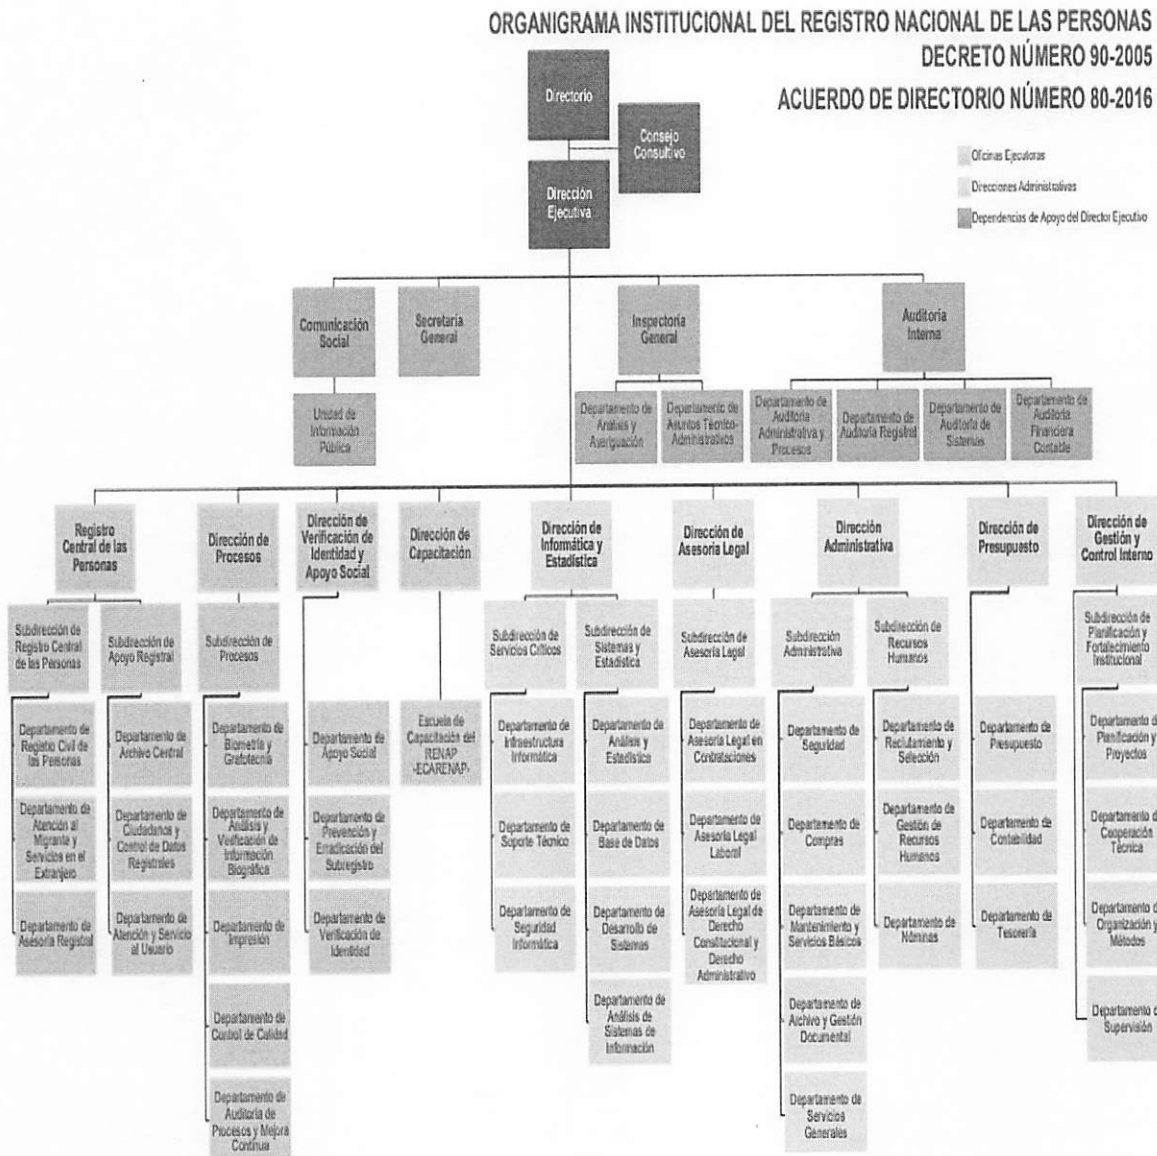 ORGANIGRAMA INSTITUCIONAL DEL REGISTRO NACIONAL DE LAS PERSONAS
DECRETO NÚMERO 90-2005
ACUERDO DE DIRECTORIO NÚMERO 80-2016
Directorio
Consejo
Consultivo
Dirección
Ejecutiva
Oficinas Ejecutoras
Direcciones Administrativas
Dependencias de Apoyo del Director Ejecutivo
Comunicación
Social
Secretaría
General
Inspectoría
General
Auditoría
Interna
Unidad de
Información
Pública
Departamento de
Análisis y
Averiguación
Departamento de
Asuntos Técnico-
Administrativos
Departamento de
Auditoría
Administrativa y
Procesos
Departamento de
Auditoría Registral
Departamento de
Auditoría de
Sistemas
Departamento de
Auditoría
Financiera
Contable
Registro
Central de las
Personas
Dirección de
Procesos
Dirección de
Verificación de
Identidad y
Apoyo Social
Dirección de
Capacitación
Dirección de
Informática y
Estadística
Dirección de
Asesoría Legal
Dirección
Administrativa
Dirección de
Presupuesto
Dirección de
Gestión y
Control Interno
Subdirección de
Registro Central
de las Personas
Subdirección de
Apoyo Registral
Subdirección de
Procesos
Subdirección de
Servicios Críticos
Subdirección de
Sistemas y
Estadística
Subdirección de
Asesoría Legal
Subdirección
Administrativa
Subdirección de
Recursos
Humanos
Subdirección de
Planificación y
Fortalecimiento
Institucional
Departamento de
Registro Civil de
las Personas
Departamento de
Archivo Central
Departamento de
Biometría y
Grafotecnia
Departamento de
Apoyo Social
Escuela de
Capacitación del
RENAP
-ECARENAP-
Departamento de
Infraestructura
Informática
Departamento de
Análisis y
Estadística
Departamento de
Asesoría Legal en
Contrataciones
Departamento de
Seguridad
Departamento de
Reclutamiento y
Selección
Departamento de
Presupuesto
Departamento d
Planificación y
Proyectos
Departamento de
Atención al
Migrante y
Servicios en el
Extranjero
Departamento de
Ciudadanos y
Control de Datos
Registrales
Departamento de
Análisis y
Verificación de
Información
Biográfica
Departamento de
Prevención y
Erradicación del
Subregistro
Departamento de
Soporte Técnico
Departamento de
Base de Datos
Departamento de
Asesoría Legal
Laboral
Departamento de
Compras
Departamento de
Gestión de
Recursos
Humanos
Departamento de
Contabilidad
Departamento d
Cooperación
Técnica
Departamento de
Asesoría Registral
Departamento de
Atención y Servicio
al Usuario
Departamento de
Impresión
Departamento de
Verificación de
Identidad
Departamento de
Seguridad
Informática
Departamento de
Desarrollo de
Sistemas
Departamento de
Asesoría Legal de
Derecho
Constitucional y
Derecho
Administrativo
Departamento de
Mantenimiento y
Servicios Básicos
Departamento de
Nóminas
Departamento de
Tesorería
Departamento d
Organización y
Métodos
Departamento de
Control de Calidad
Departamento de
Análisis de
Sistemas de
Información
Departamento de
Archivo y Gestión
Documental
Departamento d
Supervisión
Departamento de
Auditoría de
Procesos y Mejora
Continua
Departamento de
Servicios
Generales